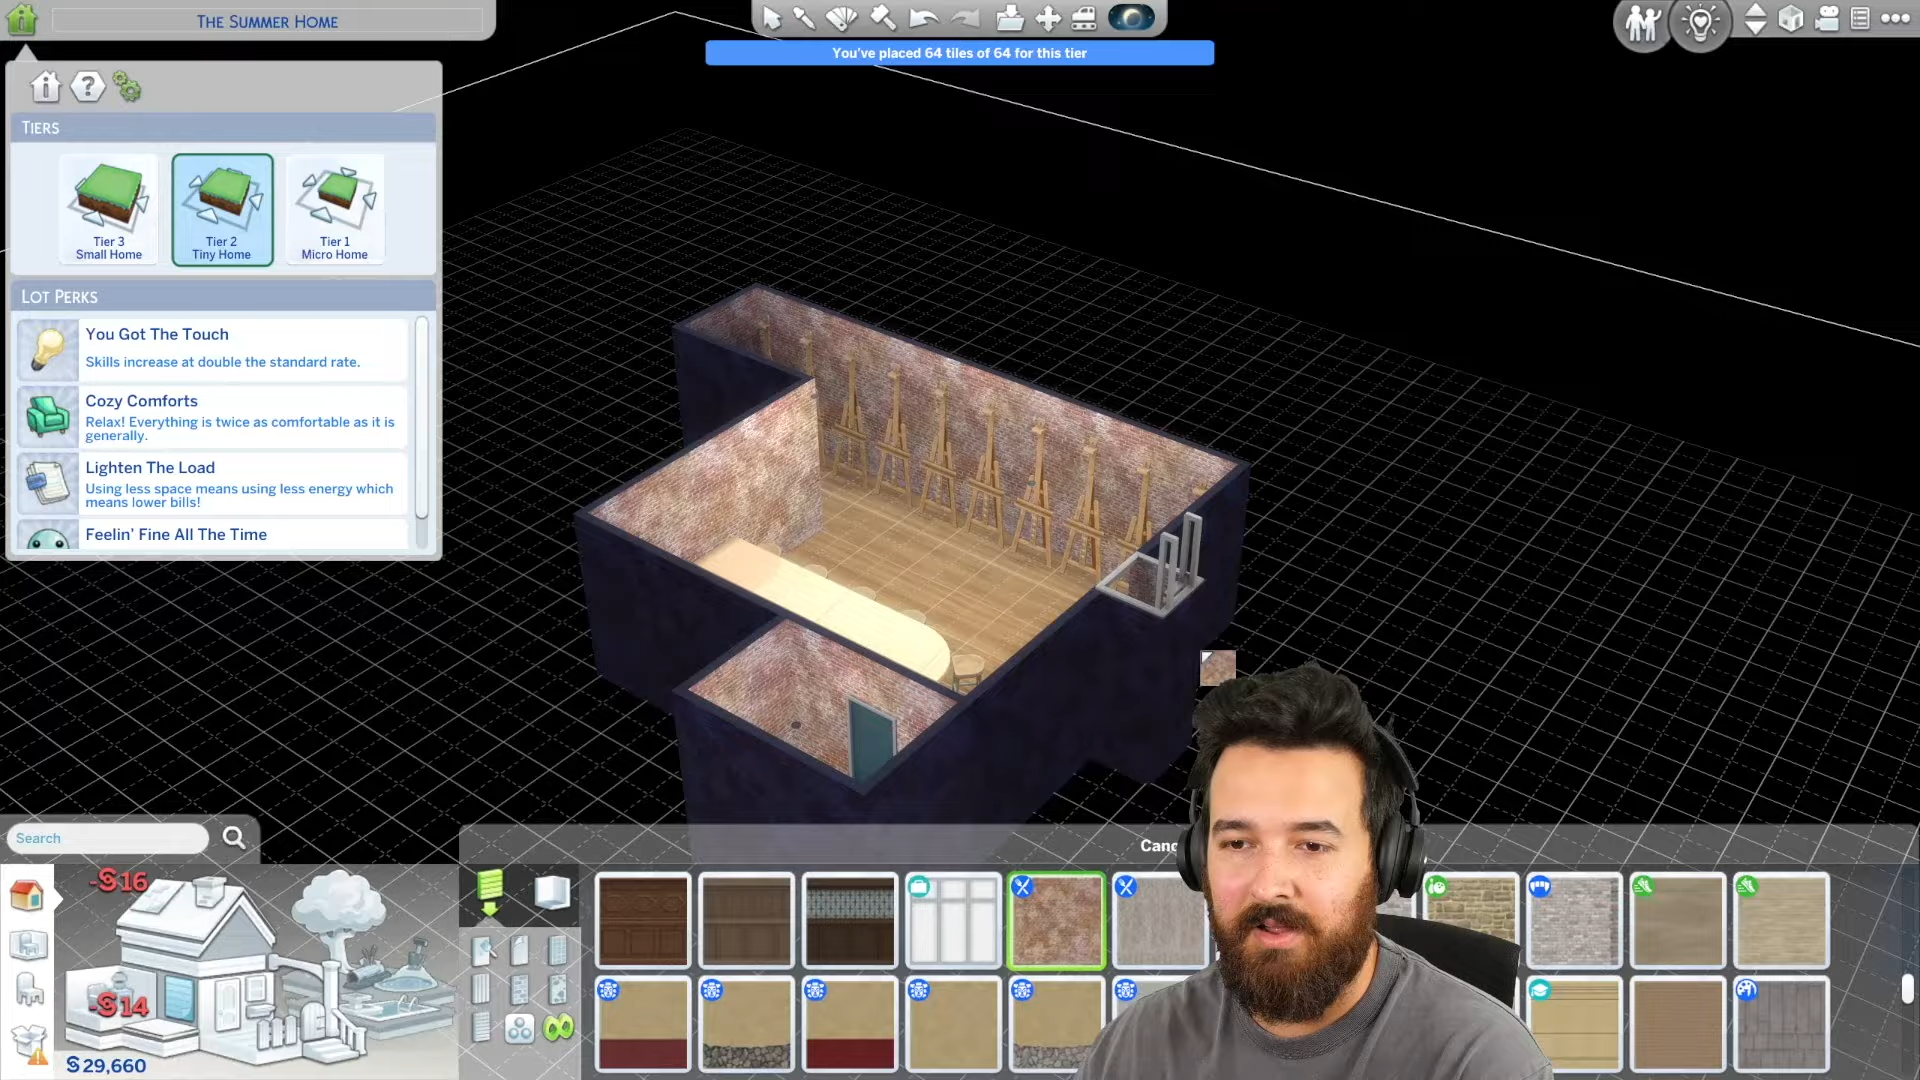 The Summer Home
You've placed 64 tiles of 64 for this tier
Tiers
Tier 3
Small Home
Tier 2
Tiny Home
Tier 1
Micro Home
Lot Perks
You Got The Touch
Skills increase at double the standard rate.
Cozy Comforts
Relax! Everything is twice as comfortable as it is
generally.
Lighten The Load
Using less space means using less energy which
means lower bills!
Feelin' Fine All The Time
Search
-§16
-§14
§29,660